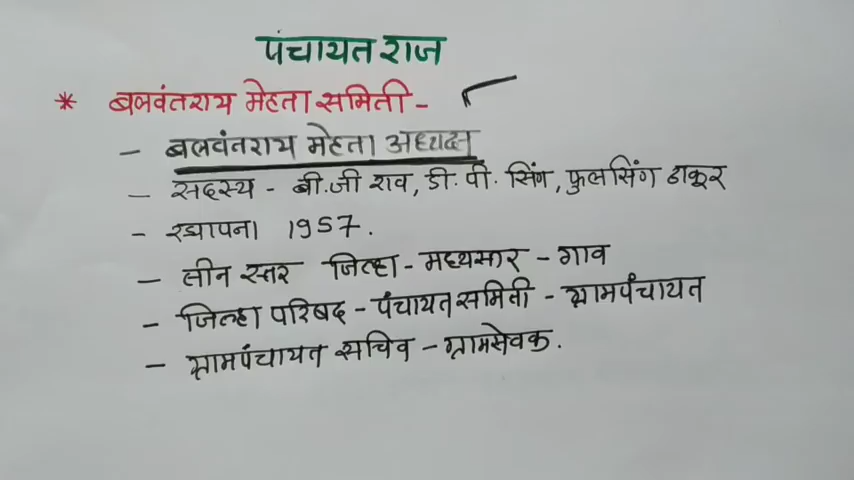 पंचायत राज
* बलवंतराय मेहता समिती -
- बलवंतराय मेहता अध्यक्ष
- सदस्य - बी.जी राव, डी.पी. सिंग, फुलसिंग ठाकूर
- स्थापना 1957.
- तीन स्तर जिल्हा - मध्यस्तर - गाव
- जिल्हा परिषद - पंचायत समिती - ग्रामपंचायत
- ग्रामपंचायत सचिव - ग्रामसेवक.